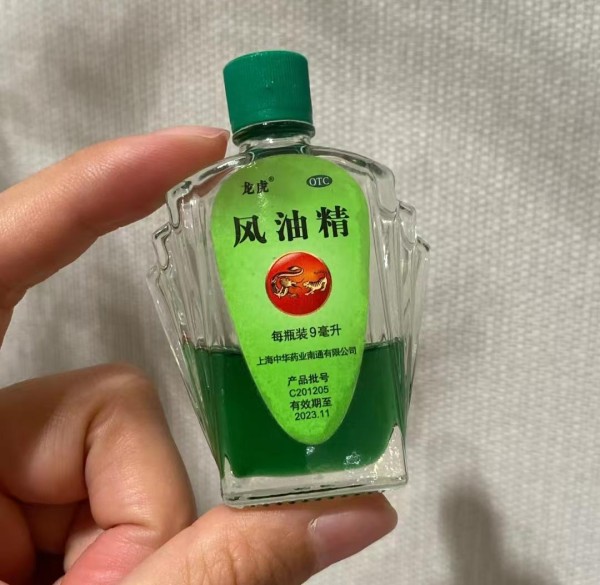 龙虎® OTC
风油精
每瓶装9毫升
上海中华药业南通有限公司
产品批号
C201205
有效期至
2023.11